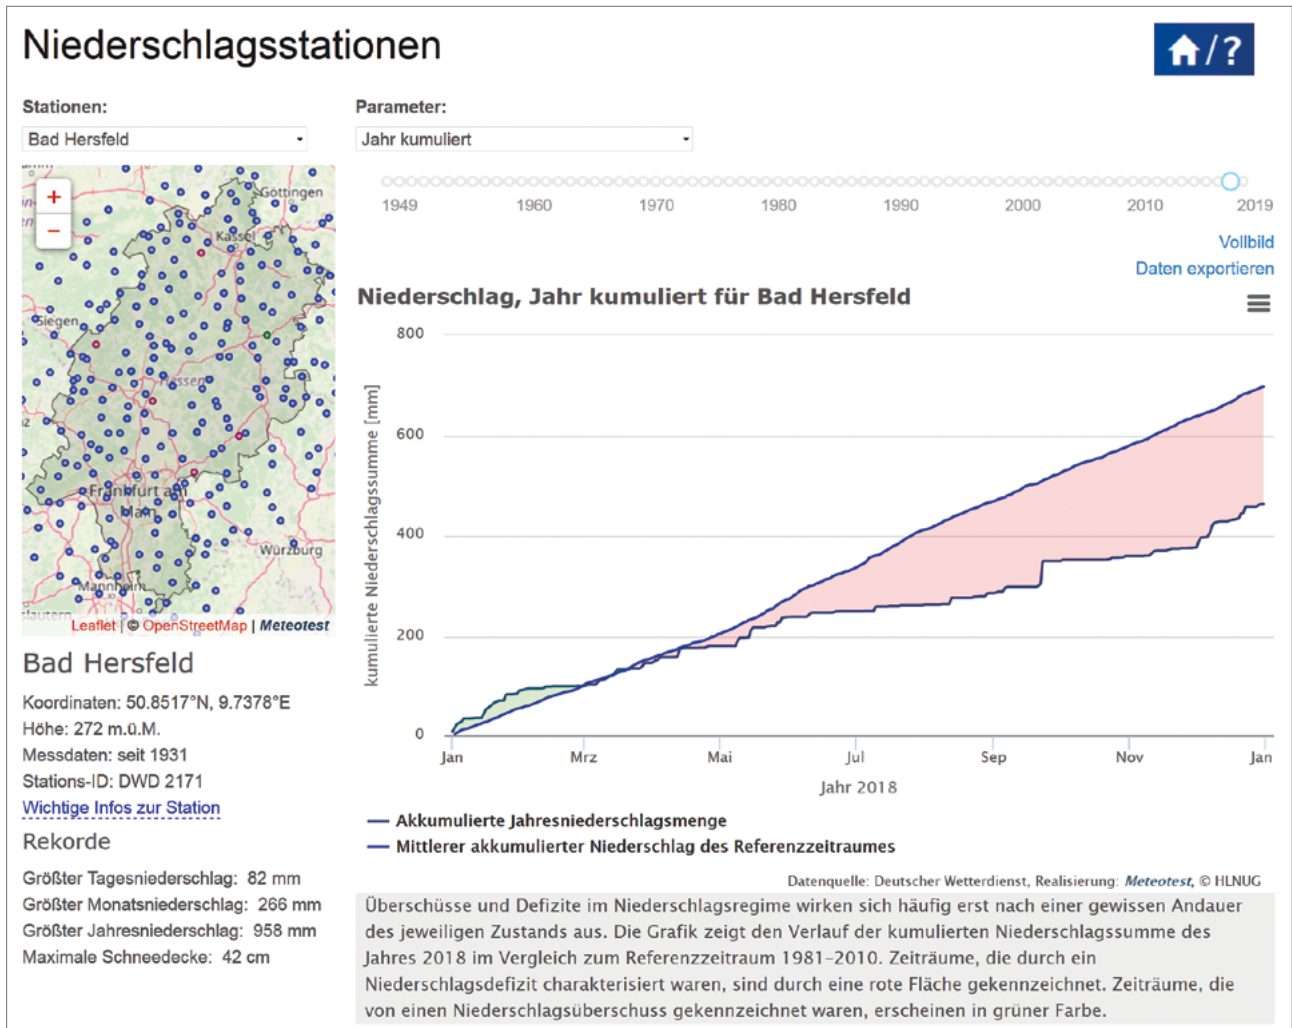 Niederschlagsstationen
/?
Stationen:
Parameter:
Bad Hersfeld
Jahr kumuliert
1949 1960 1970 1980 1990 2000 2010 2019
Vollbild
Daten exportieren
+
−
Göttingen
Kassel
Siegen
Hessen
Frankfurt am
Main
Würzburg
Mannheim
slautern
Leaflet | © OpenStreetMap | Meteotest
Niederschlag, Jahr kumuliert für Bad Hersfeld
kumulierte Niederschlagssumme [mm]
800
600
400
200
0
Jan Mrz Mai Jul Sep Nov Jan
Jahr 2018
Akkumulierte Jahresniederschlagsmenge
Mittlerer akkumulierter Niederschlag des Referenzzeitraumes
Datenquelle: Deutscher Wetterdienst, Realisierung: Meteotest, © HLNUG
Bad Hersfeld
Koordinaten: 50.8517°N, 9.7378°E
Höhe: 272 m.ü.M.
Messdaten: seit 1931
Stations-ID: DWD 2171
Wichtige Infos zur Station
Rekorde
Größter Tagesniederschlag: 82 mm
Größter Monatsniederschlag: 266 mm
Größter Jahresniederschlag: 958 mm
Maximale Schneedecke: 42 cm
Überschüsse und Defizite im Niederschlagsregime wirken sich häufig erst nach einer gewissen Andauer
des jeweiligen Zustands aus. Die Grafik zeigt den Verlauf der kumulierten Niederschlagssumme des
Jahres 2018 im Vergleich zum Referenzzeitraum 1981–2010. Zeiträume, die durch ein
Niederschlagsdefizit charakterisiert waren, sind durch eine rote Fläche gekennzeichnet. Zeiträume, die
von einen Niederschlagsüberschuss gekennzeichnet waren, erscheinen in grüner Farbe.